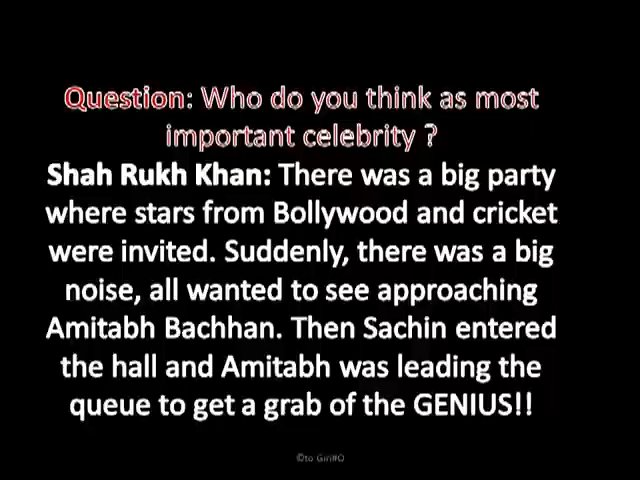 Question: Who do you think as most
important celebrity ?
Shah Rukh Khan: There was a big party
where stars from Bollywood and cricket
were invited. Suddenly, there was a big
noise, all wanted to see approaching
Amitabh Bachhan. Then Sachin entered
the hall and Amitabh was leading the
queue to get a grab of the GENIUS!!
©to Giri#O